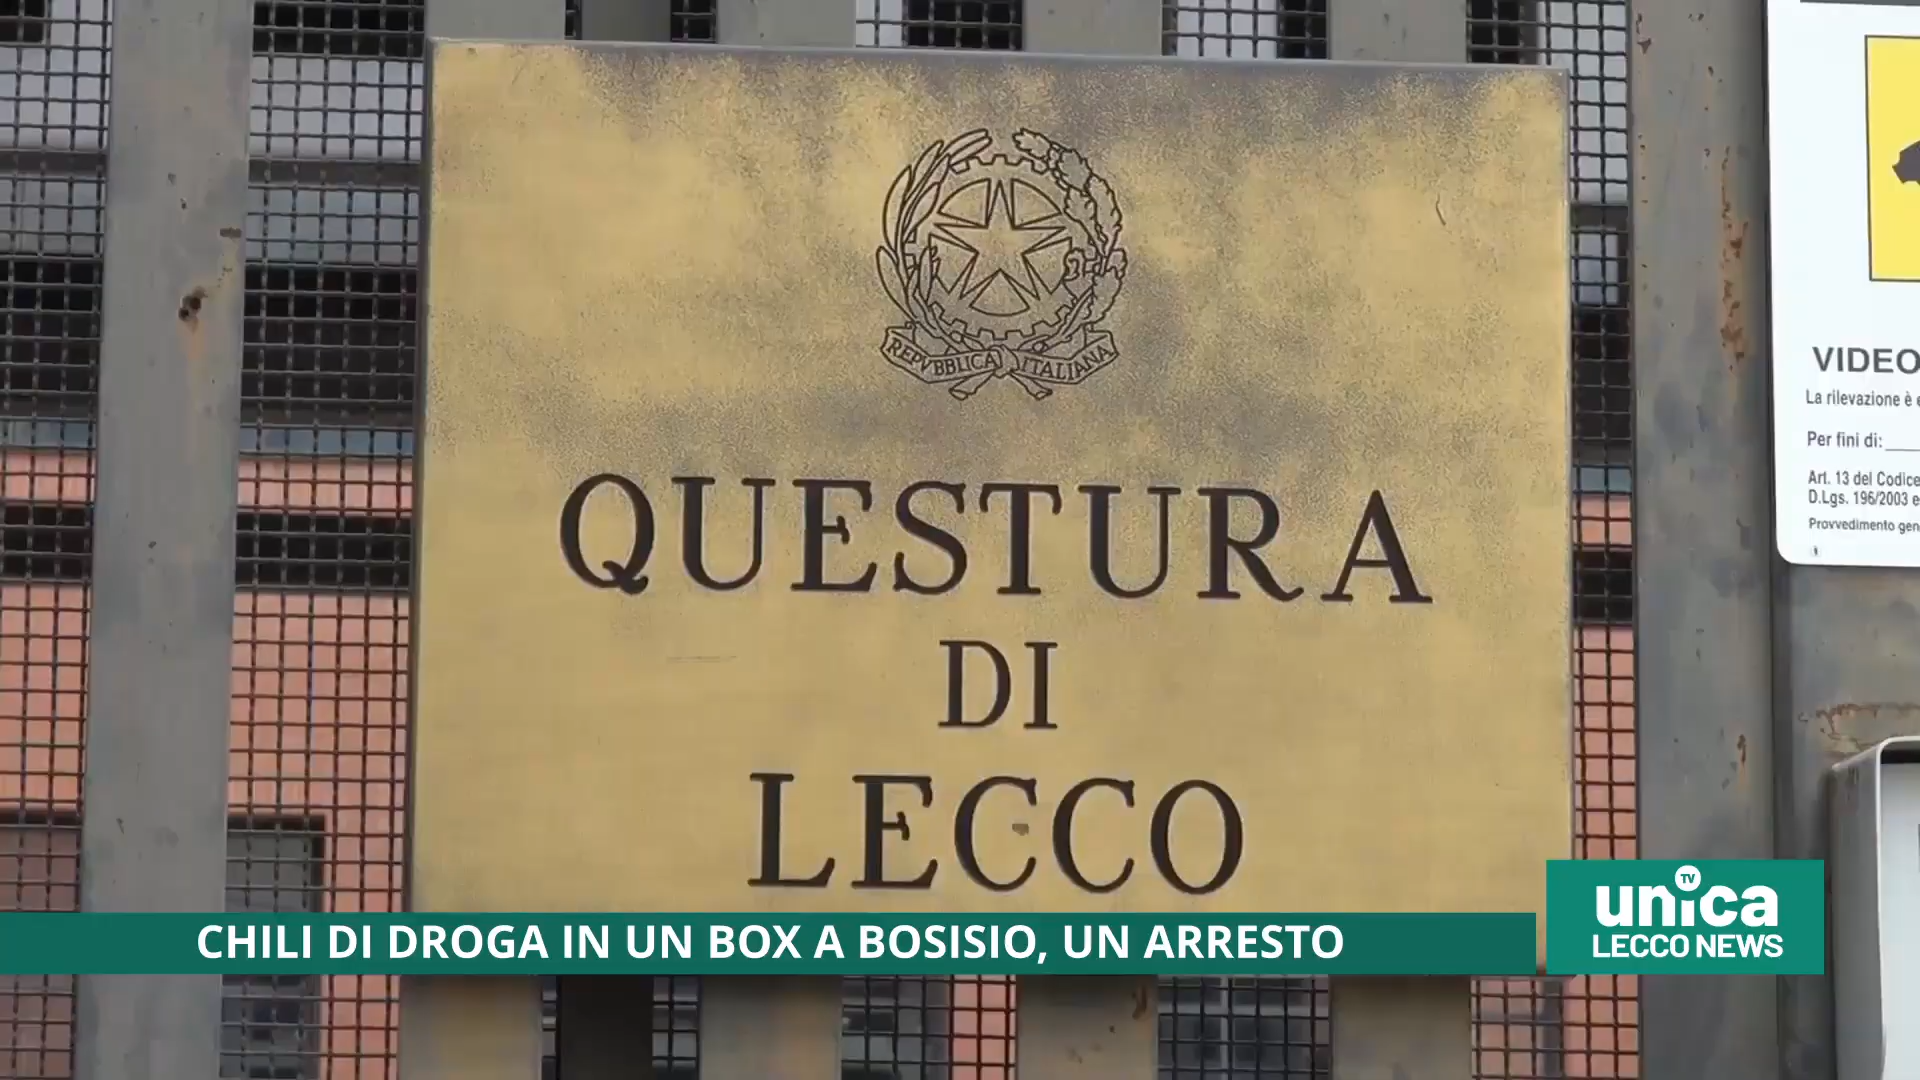 REPVBBLICA ITALIANA
QUESTURA
DI
LECCO
VIDEO
La rilevazione è
Per fini di:
Art. 13 del Codice
D.Lgs. 196/2003 e
Provvedimento gen
CHILI DI DROGA IN UN BOX A BOSISIO, UN ARRESTO
unica
TV
LECCO NEWS